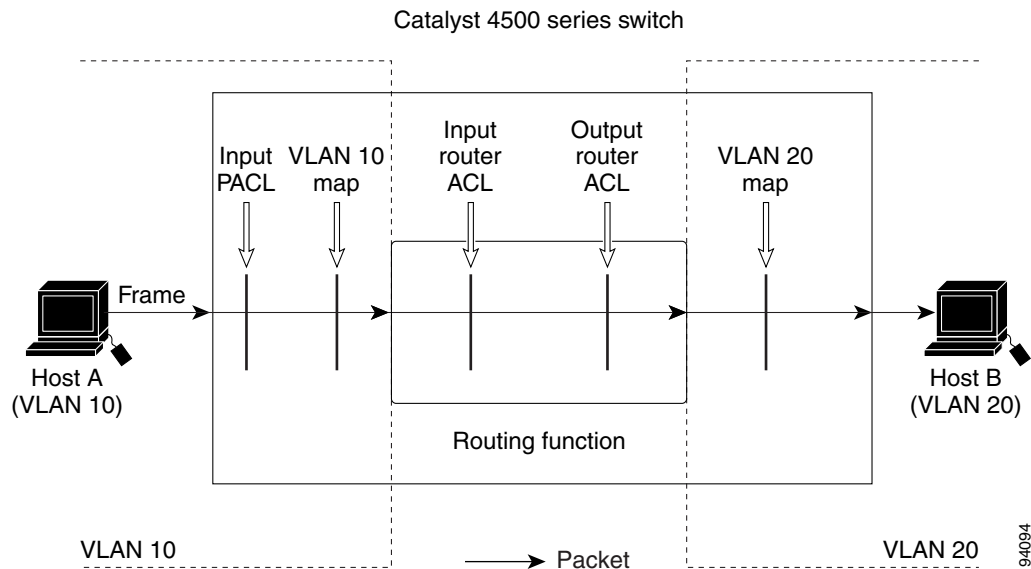 Catalyst 4500 series switch
Input
PACL
VLAN 10
map
Input
router
ACL
Output
router
ACL
VLAN 20
map
Frame
Host A
(VLAN 10)
Host B
(VLAN 20)
Routing function
VLAN 10
Packet
VLAN 20
94094